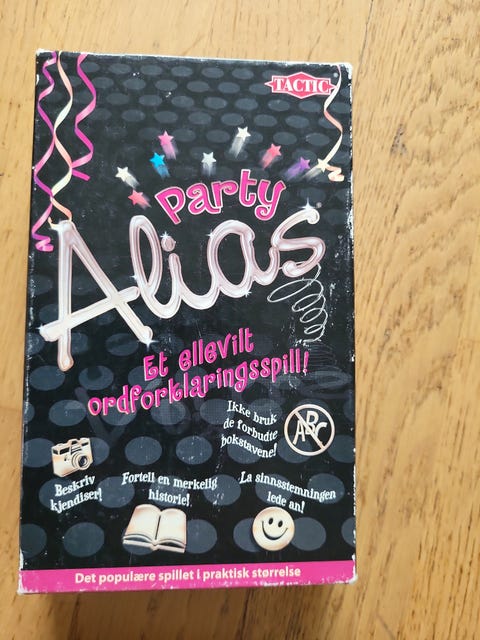 TACTIC
Party
Alias
Et ellevilt
ordforklaringsspill!
Ikke bruk
de forbudte
bokstavene!
ABC
Beskriv
kjendiser!
Fortell en merkelig
historie!
La sinnsstemningen
lede an!
Det populære spillet i praktisk størrelse